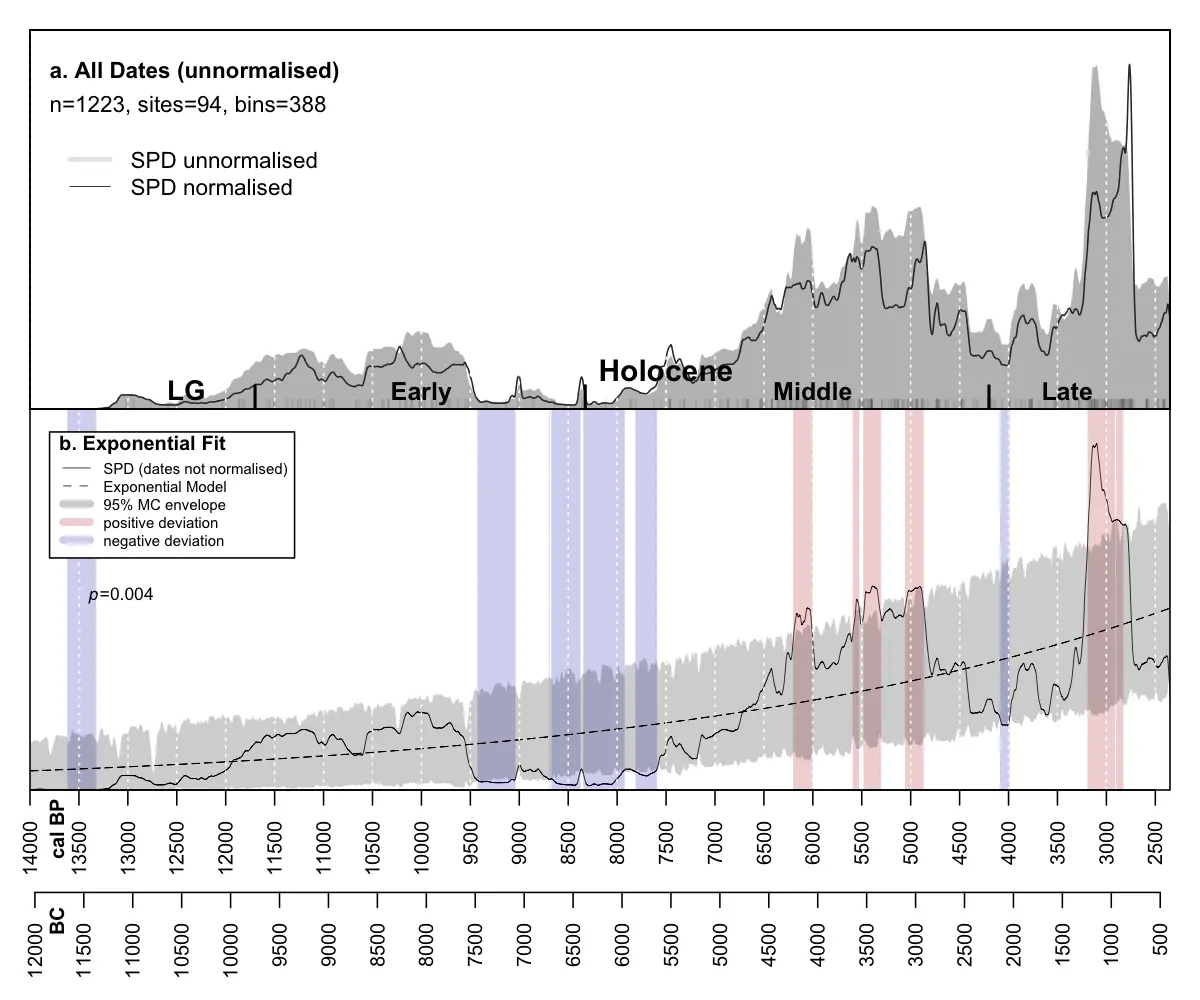 a. All Dates (unnormalised)
n=1223, sites=94, bins=388
SPD unnormalised
SPD normalised
Holocene
LG Early Middle Late
b. Exponential Fit
SPD (dates not normalised)
Exponential Model
95% MC envelope
positive deviation
negative deviation
p=0.004
cal BP
14000 13500 13000 12500 12000 11500 11000 10500 10000 9500 9000 8500 8000 7500 7000 6500 6000 5500 5000 4500 4000 3500 3000 2500
BC
12000 11500 11000 10500 10000 9500 9000 8500 8000 7500 7000 6500 6000 5500 5000 4500 4000 3500 3000 2500 2000 1500 1000 500